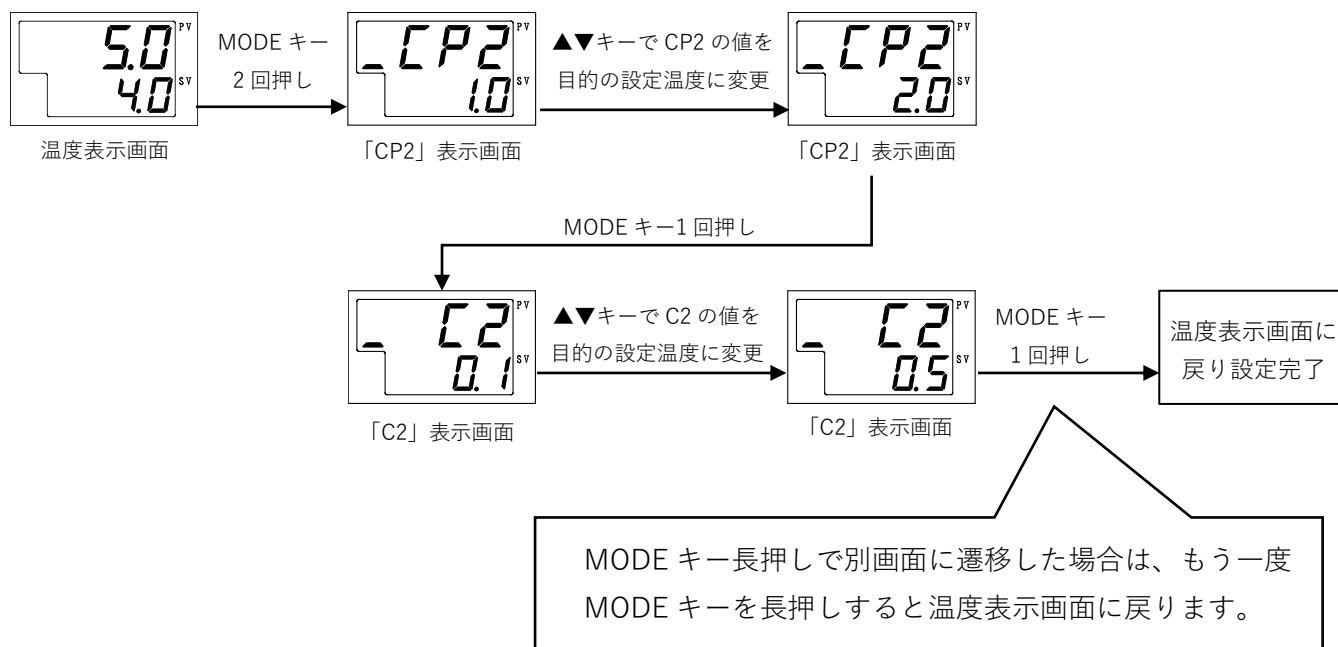 5.0 PV
4.0 SV
温度表示画面
MODE キー
2 回押し
_CP2 PV
1.0 SV
「CP2」表示画面
▲▼キーで CP2 の値を
目的の設定温度に変更
_CP2 PV
2.0 SV
「CP2」表示画面
MODE キー1 回押し
_ C2 PV
0.1 SV
「C2」表示画面
▲▼キーで C2 の値を
目的の設定温度に変更
_ C2 PV
0.5 SV
「C2」表示画面
MODE キー
1 回押し
温度表示画面に
戻り設定完了
MODE キー長押しで別画面に遷移した場合は、もう一度
MODE キーを長押しすると温度表示画面に戻ります。